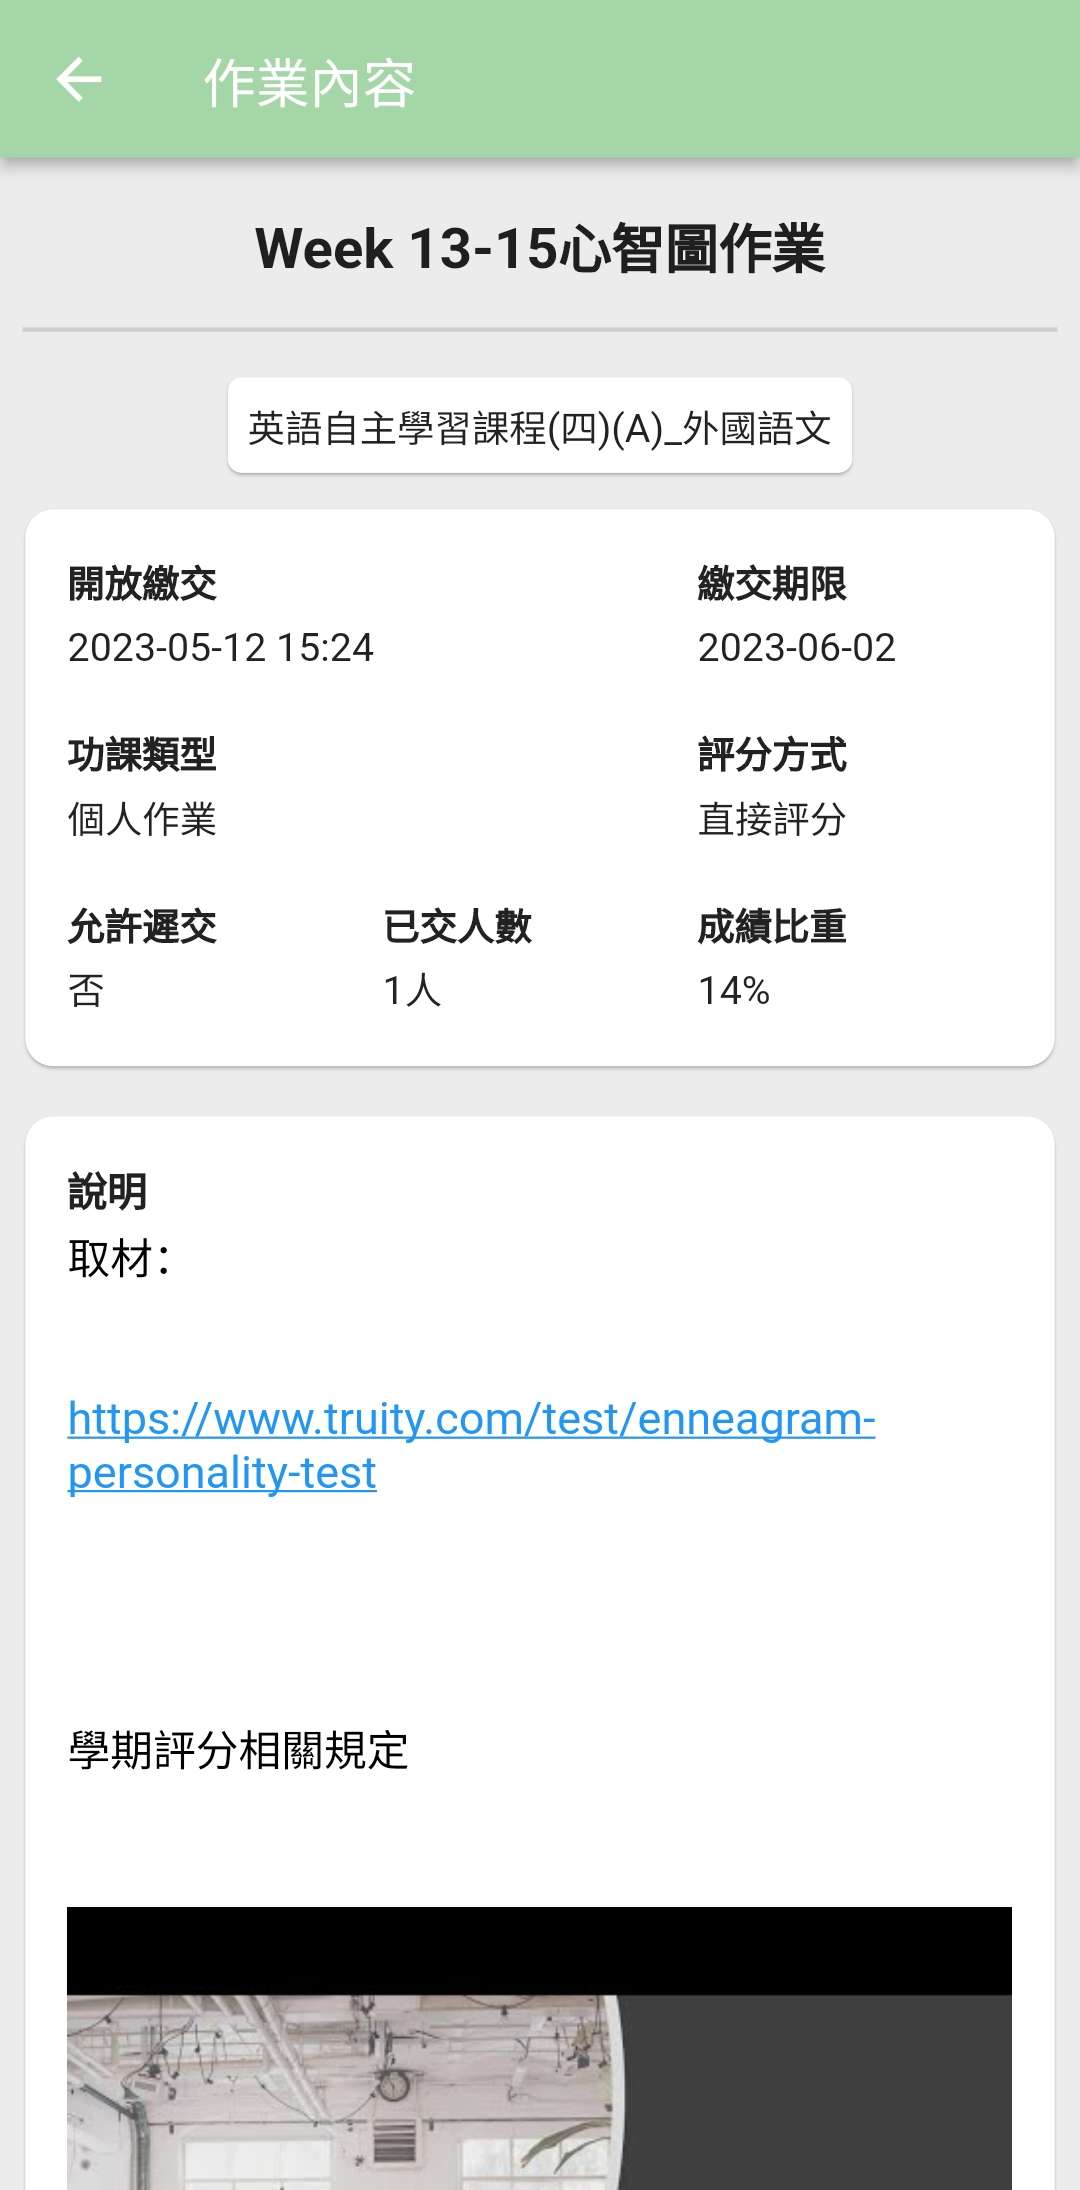 作業內容
Week 13-15心智圖作業
英語自主學習課程(四)(A)_外國語文
開放繳交 繳交期限
2023-05-12 15:24 2023-06-02
功課類型 評分方式
個人作業 直接評分
允許遲交 已交人數 成績比重
否 1人 14%
說明
取材：
https://www.truity.com/test/enneagram-
personality-test
學期評分相關規定